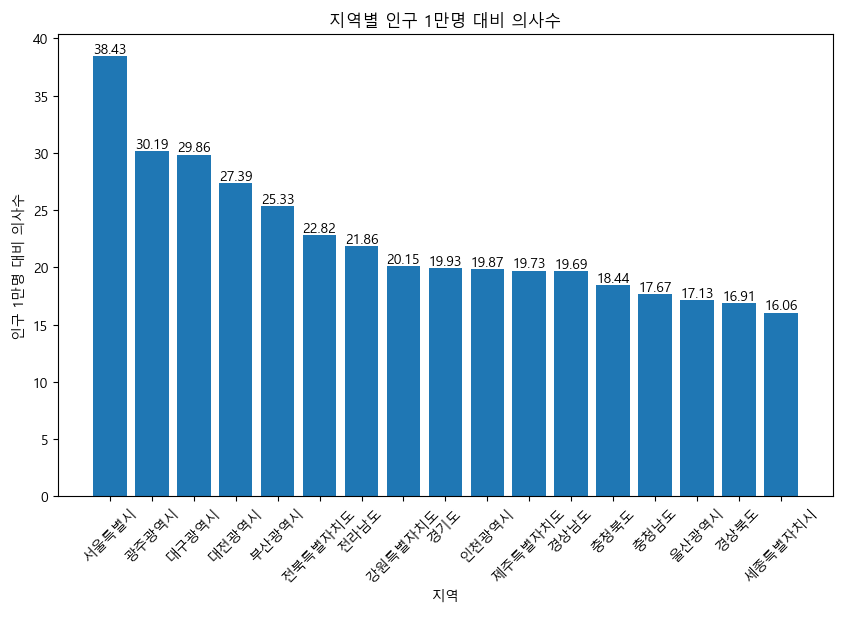 지역별 인구 1만명 대비 의사수
인구 1만명 대비 의사수
40
35
30
25
20
15
10
5
0
38.43
30.19
29.86
27.39
25.33
22.82
21.86
20.15
19.93
19.87
19.73
19.69
18.44
17.67
17.13
16.91
16.06
서울특별시
광주광역시
대구광역시
대전광역시
부산광역시
전북특별자치도
전라남도
강원특별자치도
경기도
인천광역시
제주특별자치도
경상남도
충청북도
충청남도
울산광역시
경상북도
세종특별자치시
지역